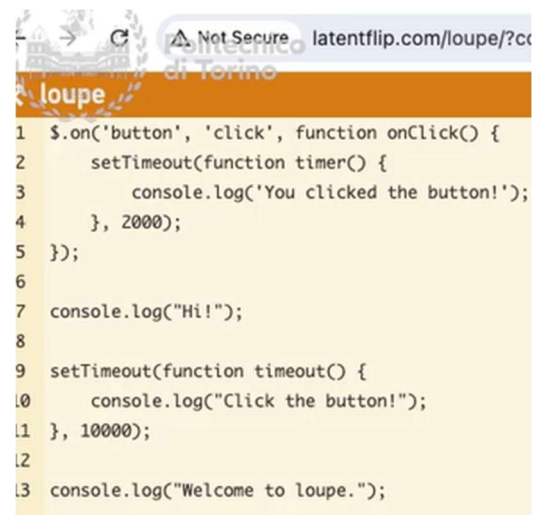 Not Secure latentflip.com/loupe/?cc
Politecnico
di Torino
loupe
1 $.on('button', 'click', function onClick() {
2 setTimeout(function timer() {
3 console.log('You clicked the button!');
4 }, 2000);
5 });
6
7 console.log("Hi!");
8
9 setTimeout(function timeout() {
10 console.log("Click the button!");
11 }, 10000);
12
13 console.log("Welcome to loupe.");